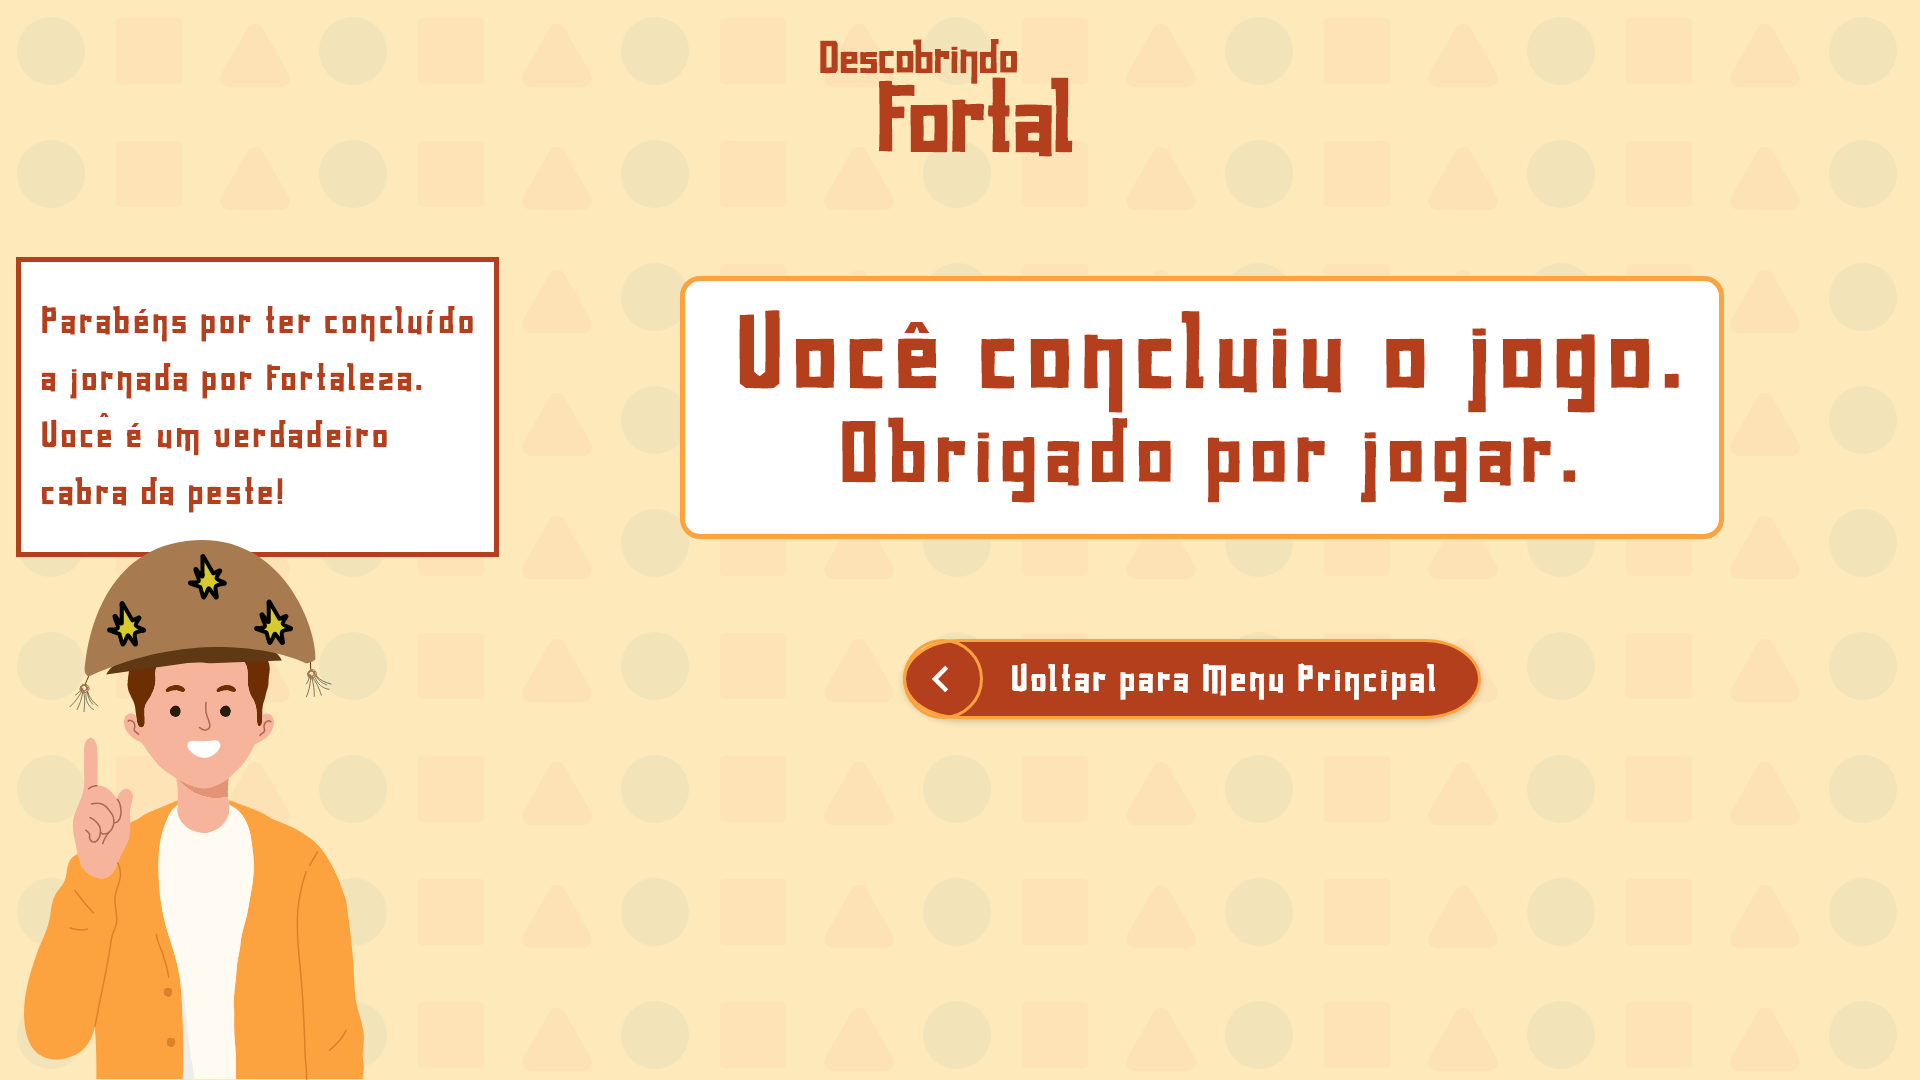 Descobrindo
Fortal
Parabéns por ter concluído
a jornada por Fortaleza.
Você é um verdadeiro
cabra da peste!
Você concluiu o jogo.
Obrigado por jogar.
Voltar para Menu Principal